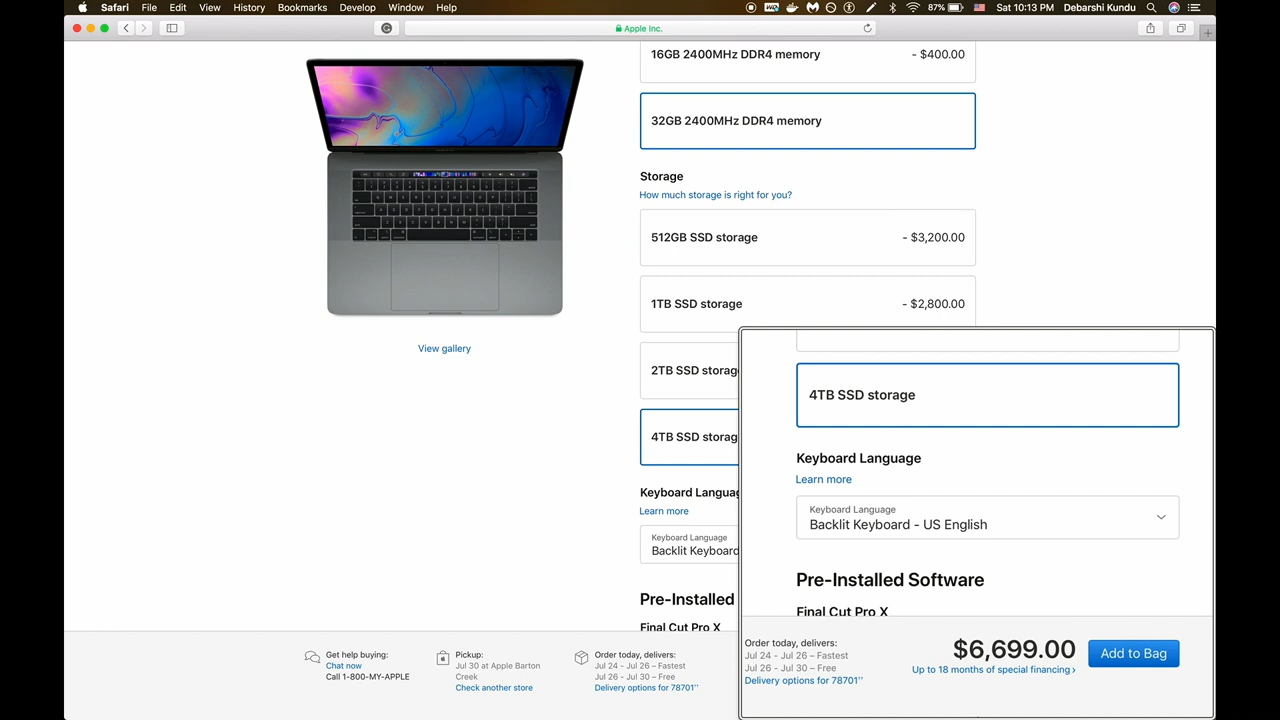 Safari File Edit View History Bookmarks Develop Window Help 87% Sat 10:13 PM Debarshi Kundu
Apple Inc.
16GB 2400MHz DDR4 memory - $400.00
32GB 2400MHz DDR4 memory
Storage
How much storage is right for you?
512GB SSD storage - $3,200.00
1TB SSD storage - $2,800.00
View gallery
2TB SSD storag
4TB SSD storag
Keyboard Languag
Learn more
Keyboard Language
Backlit Keyboard
Pre-Installed
Final Cut Pro X
4TB SSD storage
Keyboard Language
Learn more
Keyboard Language
Backlit Keyboard - US English
Pre-Installed Software
Final Cut Pro X
Get help buying:
Chat now
Call 1-800-MY-APPLE
Pickup:
Jul 30 at Apple Barton
Creek
Check another store
Order today, delivers:
Jul 24 - Jul 26 – Fastest
Jul 26 - Jul 30 – Free
Delivery options for 78701**
Order today, delivers:
Jul 24 - Jul 26 – Fastest
Jul 26 - Jul 30 – Free
Delivery options for 78701**
$6,699.00
Up to 18 months of special financing ›
Add to Bag